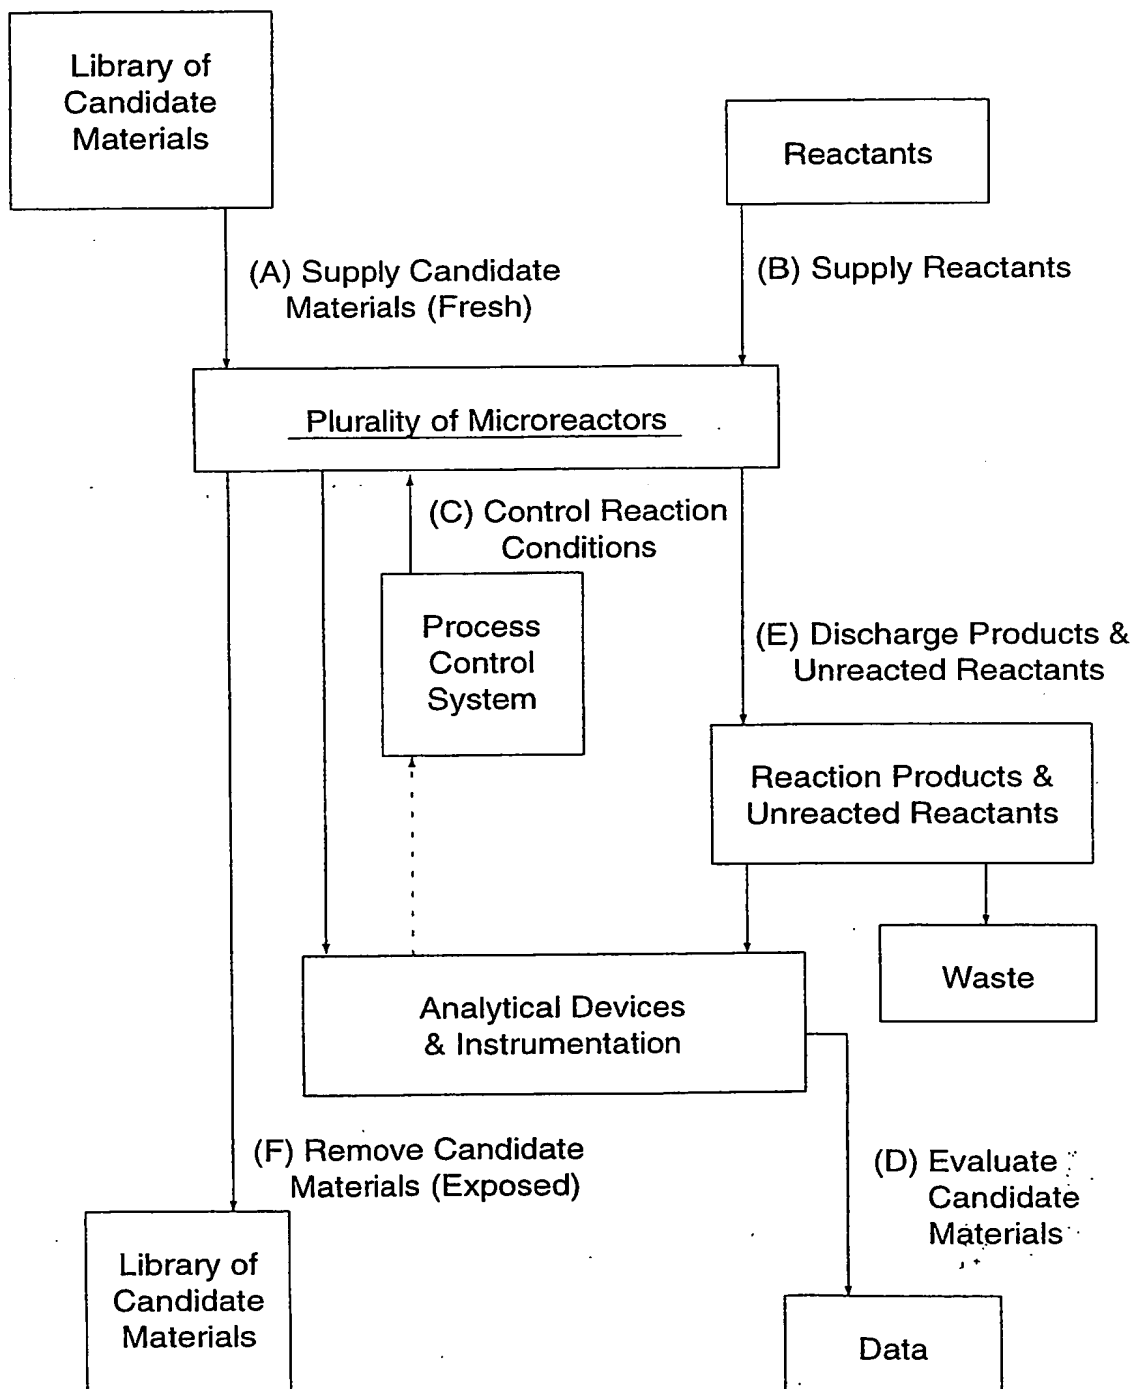 Library of
Candidate
Materials
Reactants
(A) Supply Candidate
Materials (Fresh)
(B) Supply Reactants
Plurality of Microreactors
(C) Control Reaction
Conditions
Process
Control
System
(E) Discharge Products &
Unreacted Reactants
Reaction Products &
Unreacted Reactants
Waste
Analytical Devices
& Instrumentation
(F) Remove Candidate
Materials (Exposed)
(D) Evaluate
Candidate
Materials
Library of
Candidate
Materials
Data